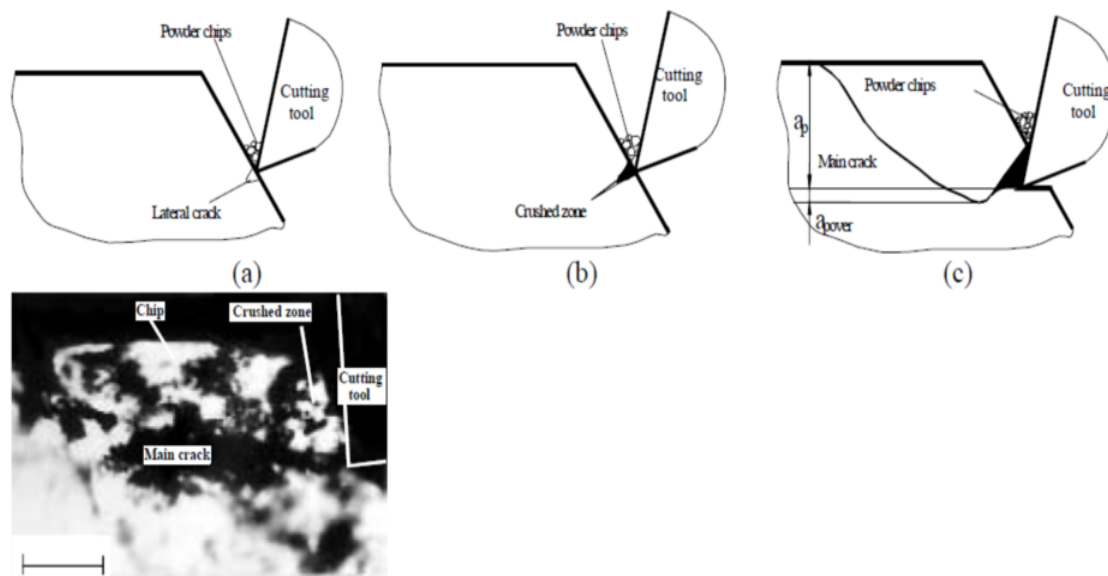 Powder chips
Cutting
tool
Lateral crack
(a)
Powder chips
Cutting
tool
Crushed zone
(b)
Powder chips
Cutting
tool
ap
Main crack
apover
(c)
Chip
Crushed zone
Cutting
tool
Main crack